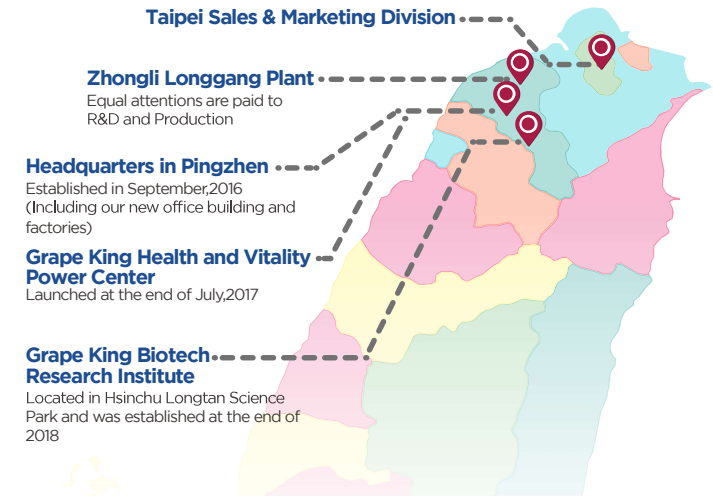 Taipei Sales & Marketing Division
Zhongli Longgang Plant
Equal attentions are paid to
R&D and Production
Headquarters in Pingzhen
Established in September,2016
(Including our new office building and
factories)
Grape King Health and Vitality
Power Center
Launched at the end of July,2017
Grape King Biotech
Research Institute
Located in Hsinchu Longtan Science
Park and was established at the end of
2018